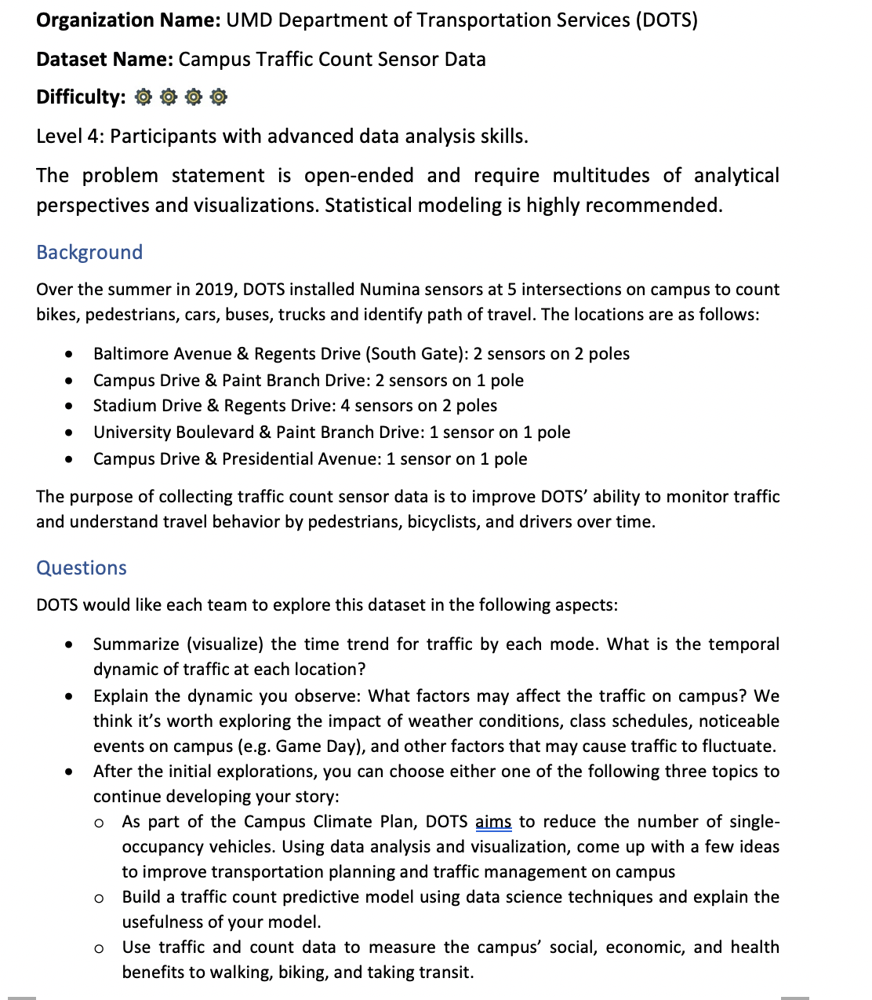 Organization Name: UMD Department of Transportation Services (DOTS)
Dataset Name: Campus Traffic Count Sensor Data
Difficulty:
Level 4: Participants with advanced data analysis skills.
The problem statement is open-ended and require multitudes of analytical
perspectives and visualizations. Statistical modeling is highly recommended.
Background
Over the summer in 2019, DOTS installed Numina sensors at 5 intersections on campus to count
bikes, pedestrians, cars, buses, trucks and identify path of travel. The locations are as follows:
• Baltimore Avenue & Regents Drive (South Gate): 2 sensors on 2 poles
• Campus Drive & Paint Branch Drive: 2 sensors on 1 pole
• Stadium Drive & Regents Drive: 4 sensors on 2 poles
• University Boulevard & Paint Branch Drive: 1 sensor on 1 pole
• Campus Drive & Presidential Avenue: 1 sensor on 1 pole
The purpose of collecting traffic count sensor data is to improve DOTS’ ability to monitor traffic
and understand travel behavior by pedestrians, bicyclists, and drivers over time.
Questions
DOTS would like each team to explore this dataset in the following aspects:
• Summarize (visualize) the time trend for traffic by each mode. What is the temporal
dynamic of traffic at each location?
• Explain the dynamic you observe: What factors may affect the traffic on campus? We
think it’s worth exploring the impact of weather conditions, class schedules, noticeable
events on campus (e.g. Game Day), and other factors that may cause traffic to fluctuate.
• After the initial explorations, you can choose either one of the following three topics to
continue developing your story:
o As part of the Campus Climate Plan, DOTS aims to reduce the number of single-
occupancy vehicles. Using data analysis and visualization, come up with a few ideas
to improve transportation planning and traffic management on campus
o Build a traffic count predictive model using data science techniques and explain the
usefulness of your model.
o Use traffic and count data to measure the campus’ social, economic, and health
benefits to walking, biking, and taking transit.